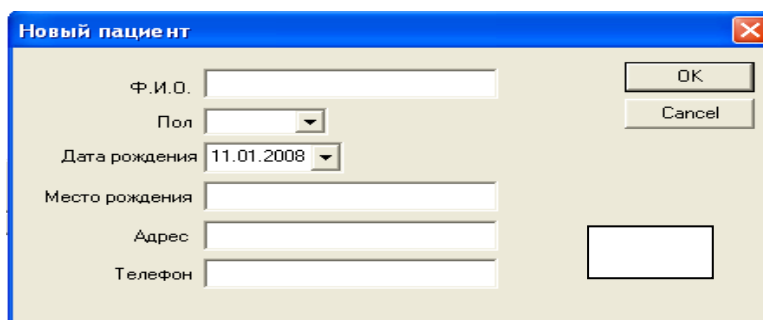 Новый пациент
Ф.И.О.
OK
Пол
Cancel
Дата рождения 11.01.2008
Место рождения
Адрес
Телефон